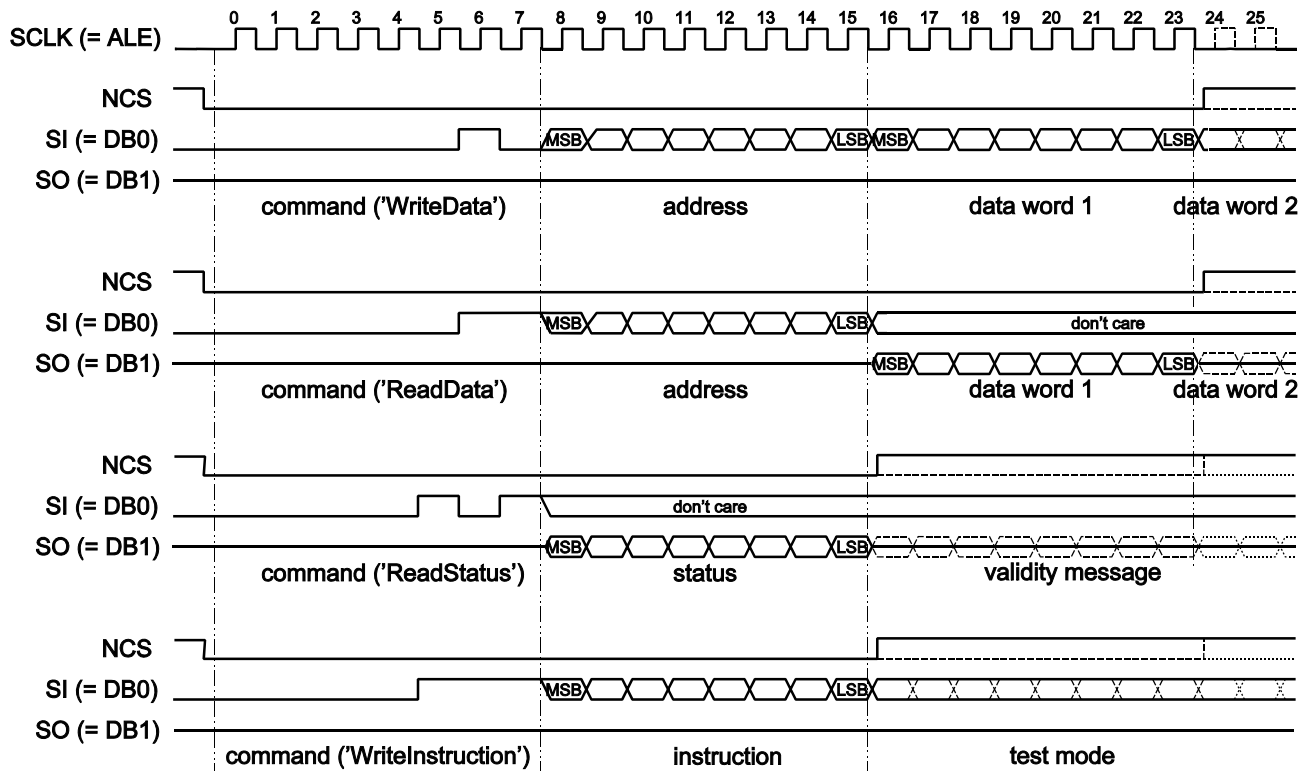 0 1 2 3 4 5 6 7 8 9 10 11 12 13 14 15 16 17 18 19 20 21 22 23 24 25
SCLK (= ALE)
NCS
SI (= DB0) MSB LSB MSB LSB
SO (= DB1)
command ('WriteData') address data word 1 data word 2
NCS
SI (= DB0) MSB LSB don't care
SO (= DB1) MSB LSB
command ('ReadData') address data word 1 data word 2
NCS
SI (= DB0) don't care
SO (= DB1) MSB LSB
command ('ReadStatus') status validity message
NCS
SI (= DB0) MSB LSB
SO (= DB1)
command ('WriteInstruction') instruction test mode